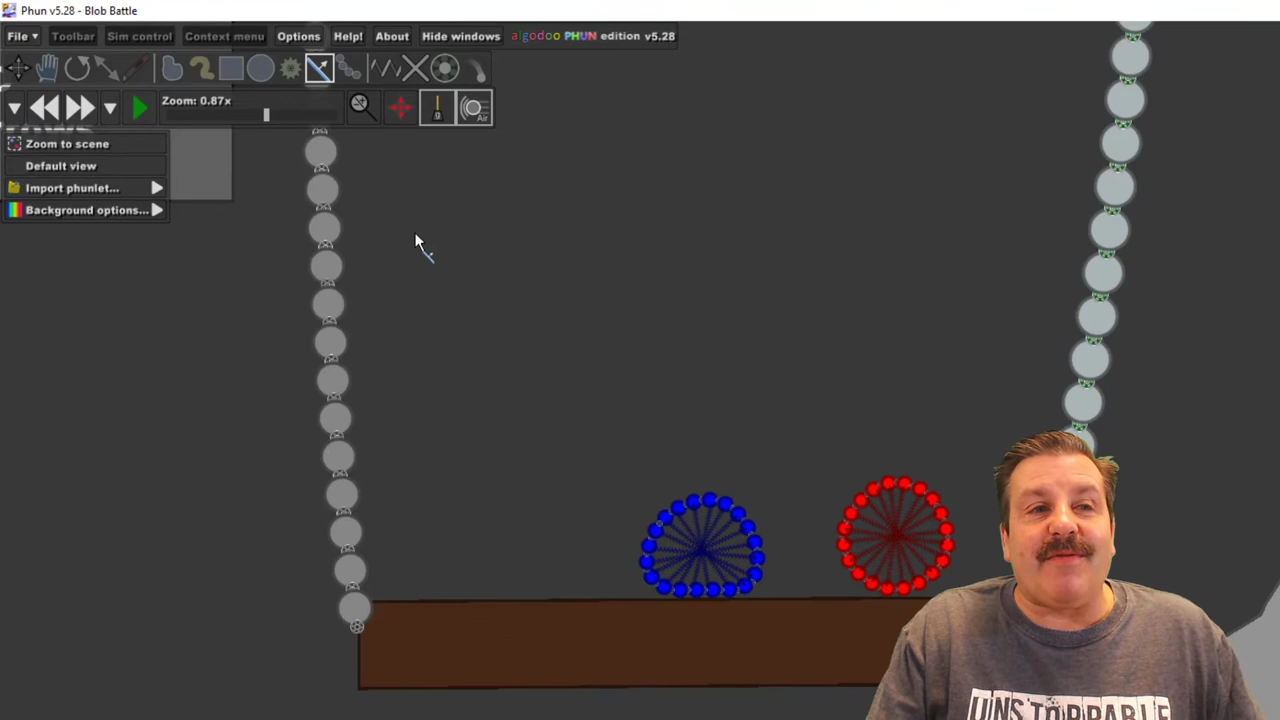 Phun v5.28 - Blob Battle
File ▾ Toolbar Sim control Context menu Options Help! About Hide windows algodoo PHUN edition v5.28
Zoom: 0.87x
g
Air
Zoom to scene
Default view
Import phunlet...
Background options...
UNSTOPPABLE